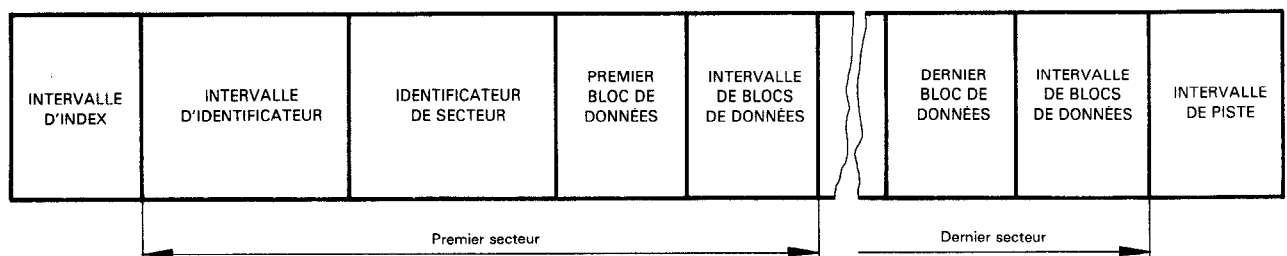 INTERVALLE
D'INDEX
INTERVALLE
D'IDENTIFICATEUR
IDENTIFICATEUR
DE SECTEUR
PREMIER
BLOC DE
DONNÉES
INTERVALLE
DE BLOCS
DE DONNÉES
DERNIER
BLOC DE
DONNÉES
INTERVALLE
DE BLOCS
DE DONNÉES
INTERVALLE
DE PISTE
Premier secteur
Dernier secteur